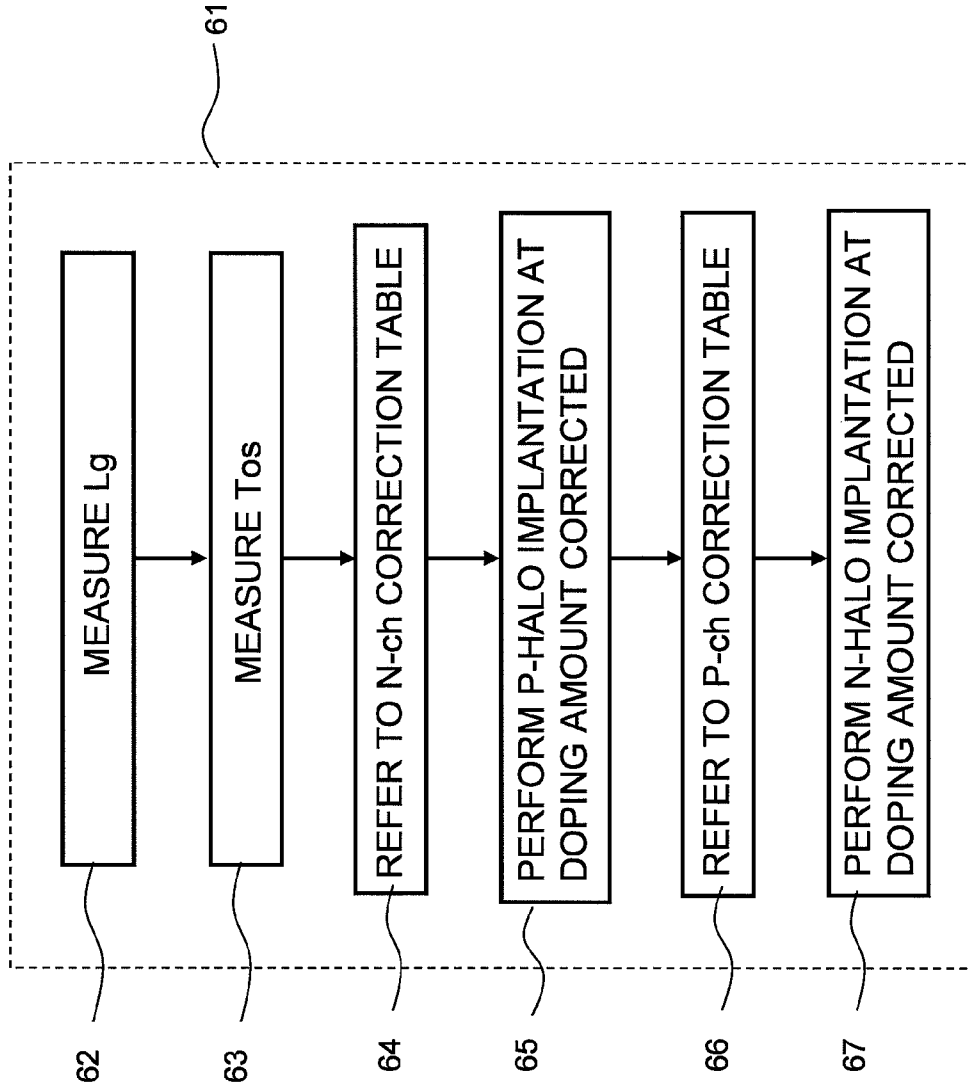 61
62
MEASURE Lg
63
MEASURE Tos
64
REFER TO N-ch CORRECTION TABLE
65
PERFORM P-HALO IMPLANTATION AT
DOPING AMOUNT CORRECTED
66
REFER TO P-ch CORRECTION TABLE
67
PERFORM N-HALO IMPLANTATION AT
DOPING AMOUNT CORRECTED